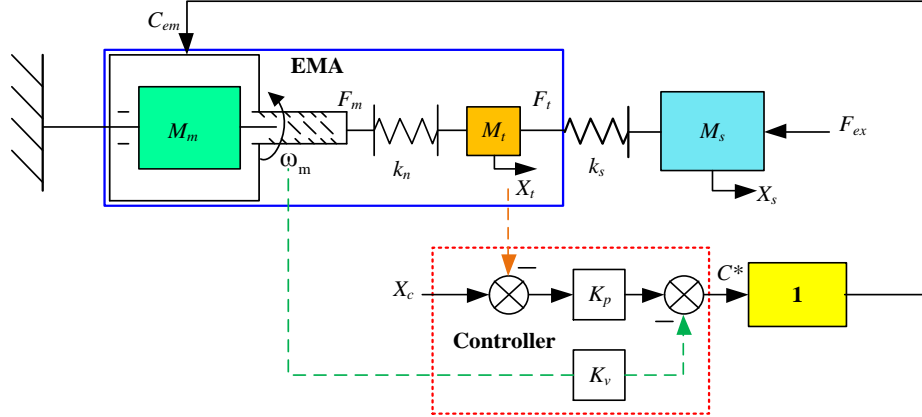 C_em
EMA
F_m
F_t
M_m
M_t
M_s
F_ex
k_n
k_s
ω_m
X_t
X_s
C*
X_c
K_p
1
Controller
K_v